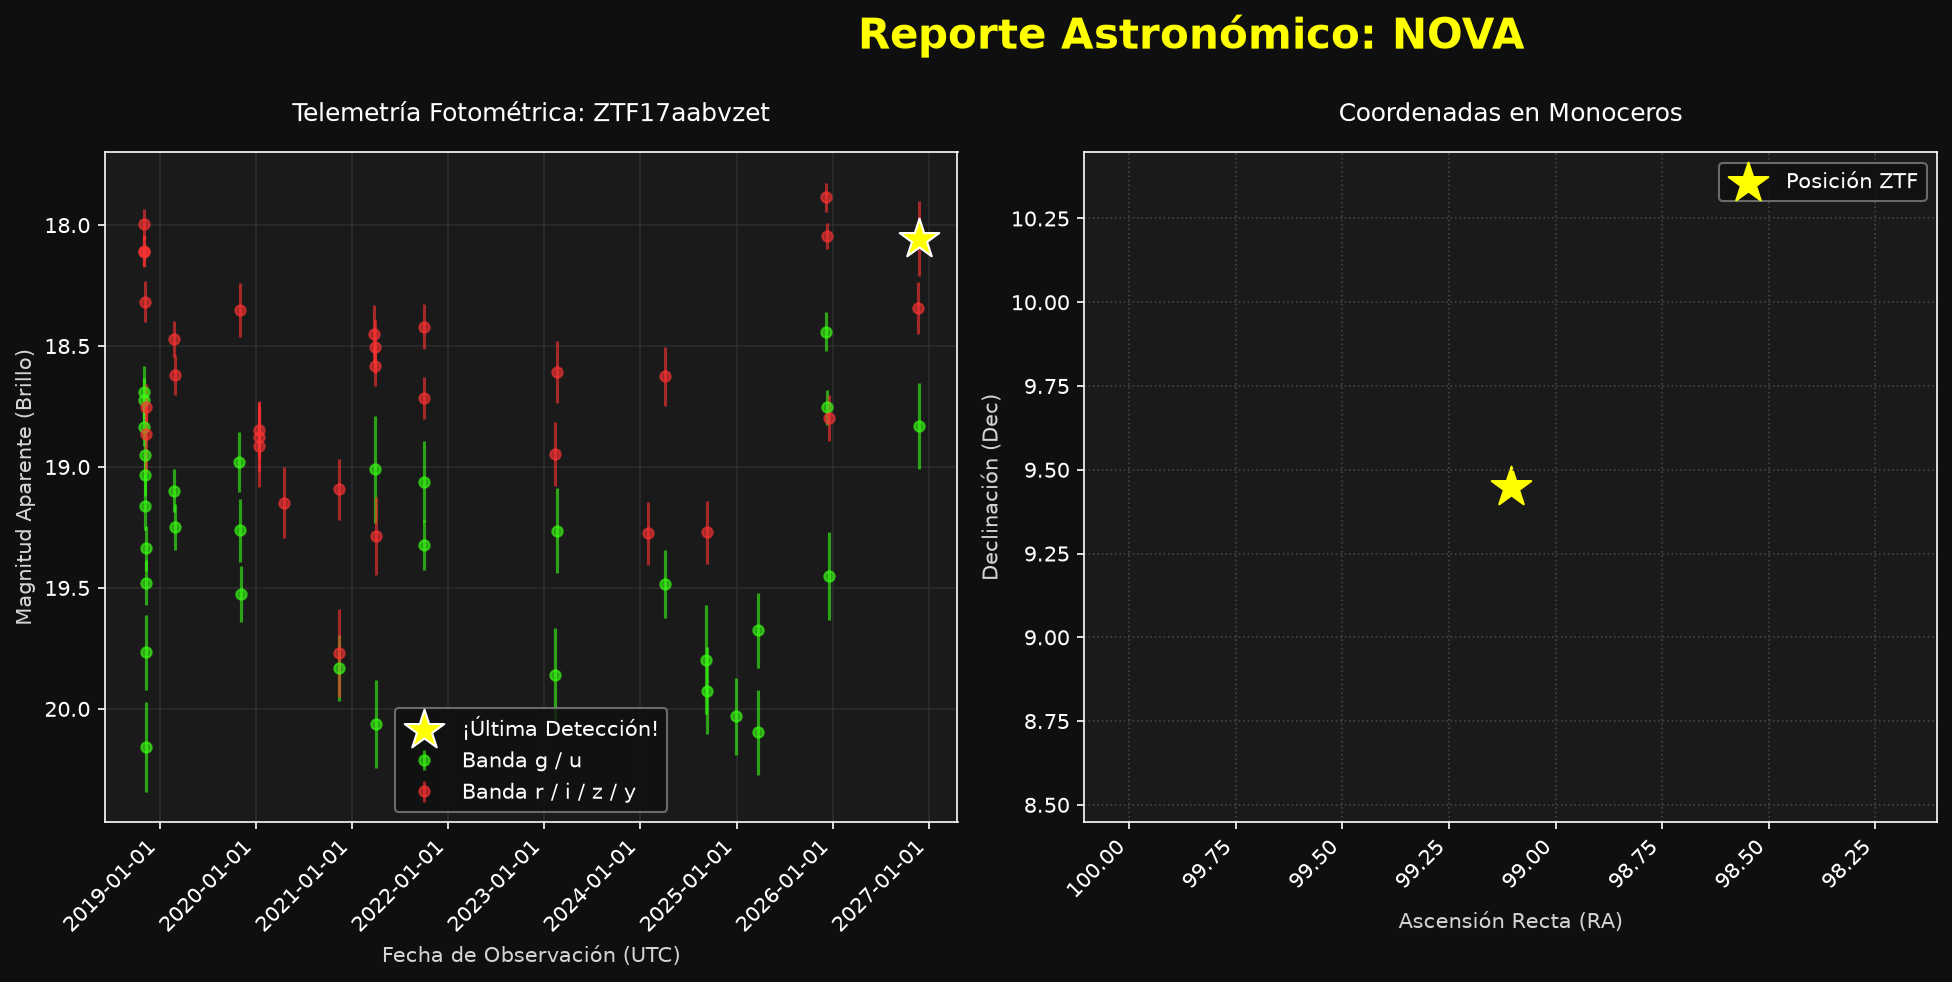 Reporte Astronómico: NOVA
Telemetría Fotométrica: ZTF17aabvzet
Magnitud Aparente (Brillo)
18.0
18.5
19.0
19.5
20.0
¡Última Detección!
Banda g / u
Banda r / i / z / y
2019-01-01
2020-01-01
2021-01-01
2022-01-01
2023-01-01
2024-01-01
2025-01-01
2026-01-01
2027-01-01
Fecha de Observación (UTC)
Coordenadas en Monoceros
Posición ZTF
Declinación (Dec)
10.25
10.00
9.75
9.50
9.25
9.00
8.75
8.50
100.00
99.75
99.50
99.25
99.00
98.75
98.50
98.25
Ascensión Recta (RA)